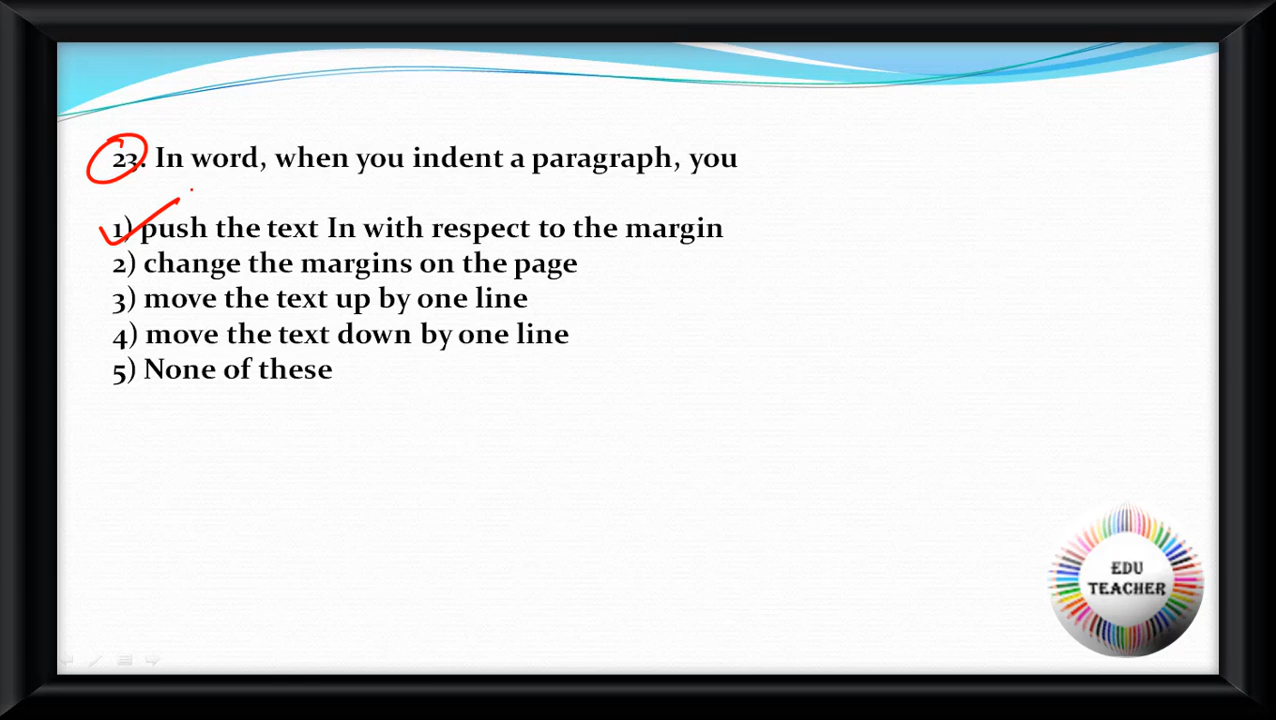 23. In word, when you indent a paragraph, you
1) push the text In with respect to the margin
2) change the margins on the page
3) move the text up by one line
4) move the text down by one line
5) None of these
EDU
TEACHER